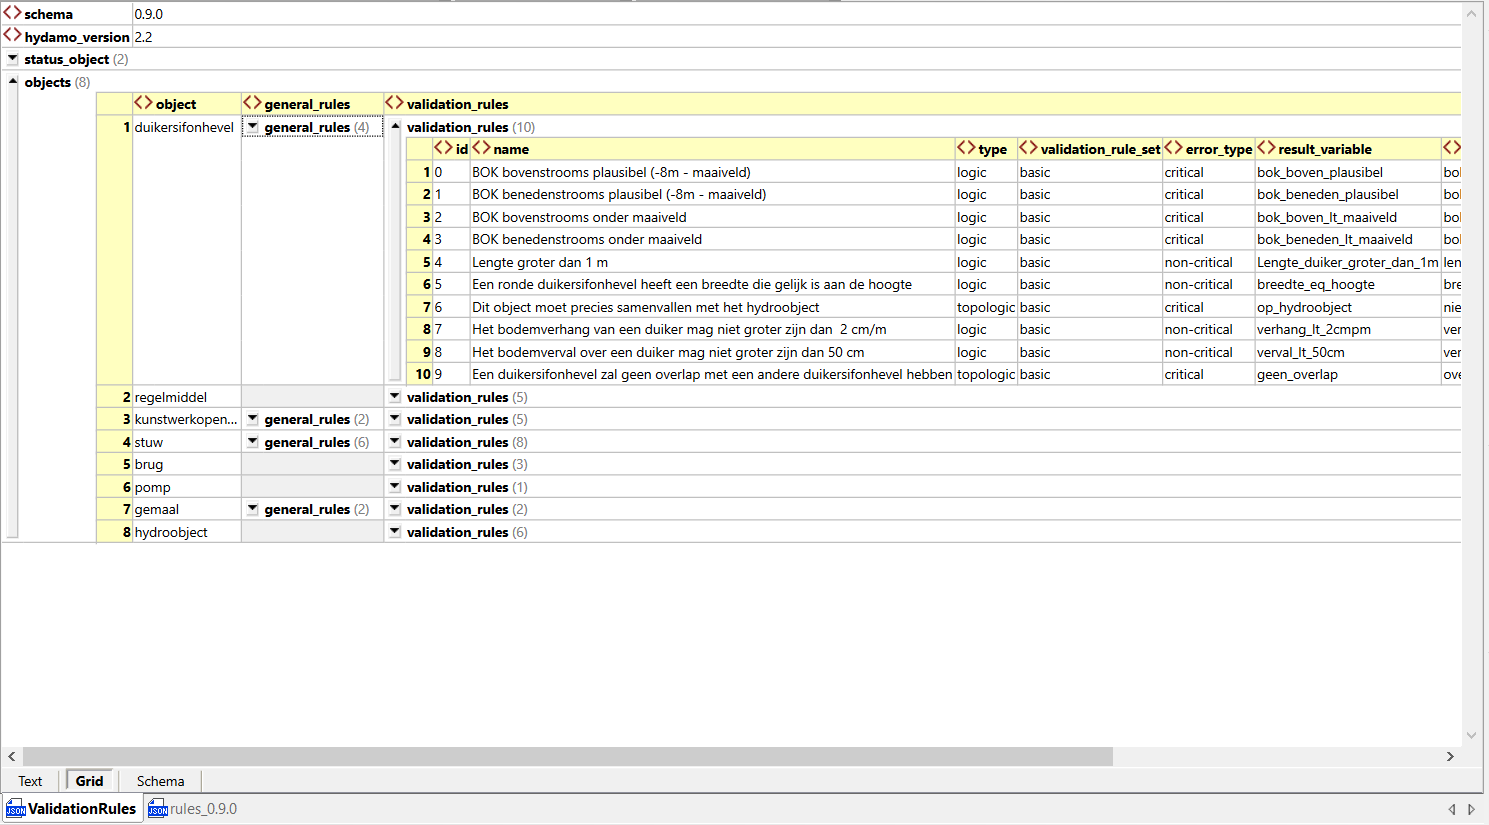 schema 0.9.0
hydamo_version 2.2
status_object (2)
objects (8)
object general_rules validation_rules
1 duikersifonhevel general_rules (4) validation_rules (10)
id name type validation_rule_set error_type result_variable
1 0 BOK bovenstrooms plausibel (-8m - maaiveld) logic basic critical bok_boven_plausibel bol
2 1 BOK benedenstrooms plausibel (-8m - maaiveld) logic basic critical bok_beneden_plausibel bol
3 2 BOK bovenstrooms onder maaiveld logic basic critical bok_boven_lt_maaiveld bol
4 3 BOK benedenstrooms onder maaiveld logic basic critical bok_beneden_lt_maaiveld bol
5 4 Lengte groter dan 1 m logic basic non-critical Lengte_duiker_groter_dan_1m len
6 5 Een ronde duikersifonhevel heeft een breedte die gelijk is aan de hoogte logic basic non-critical breedte_eq_hoogte bre
7 6 Dit object moet precies samenvallen met het hydroobject topologic basic critical op_hydroobject nie
8 7 Het bodemverhang van een duiker mag niet groter zijn dan  2 cm/m logic basic non-critical verhang_lt_2cmpm ver
9 8 Het bodemverval over een duiker mag niet groter zijn dan 50 cm logic basic non-critical verval_lt_50cm ver
10 9 Een duikersifonhevel zal geen overlap met een andere duikersifonhevel hebben topologic basic critical geen_overlap ove
2 regelmiddel validation_rules (5)
3 kunstwerkopen... general_rules (2) validation_rules (5)
4 stuw general_rules (6) validation_rules (8)
5 brug validation_rules (3)
6 pomp validation_rules (1)
7 gemaal general_rules (2) validation_rules (2)
8 hydroobject validation_rules (6)
Text Grid Schema
JSON ValidationRules JSON rules_0.9.0